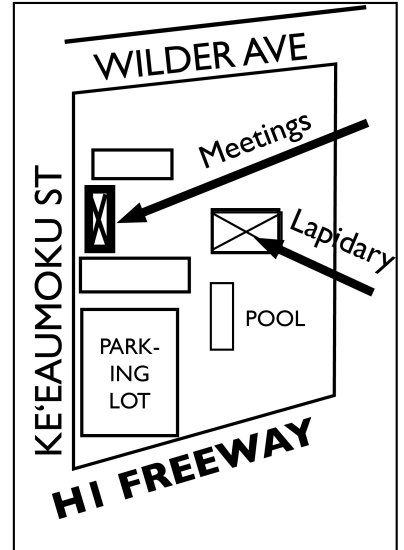 WILDER AVE
Meetings
Lapidary
KE‘EAUMOKU ST
POOL
PARK-
ING
LOT
H1 FREEWAY